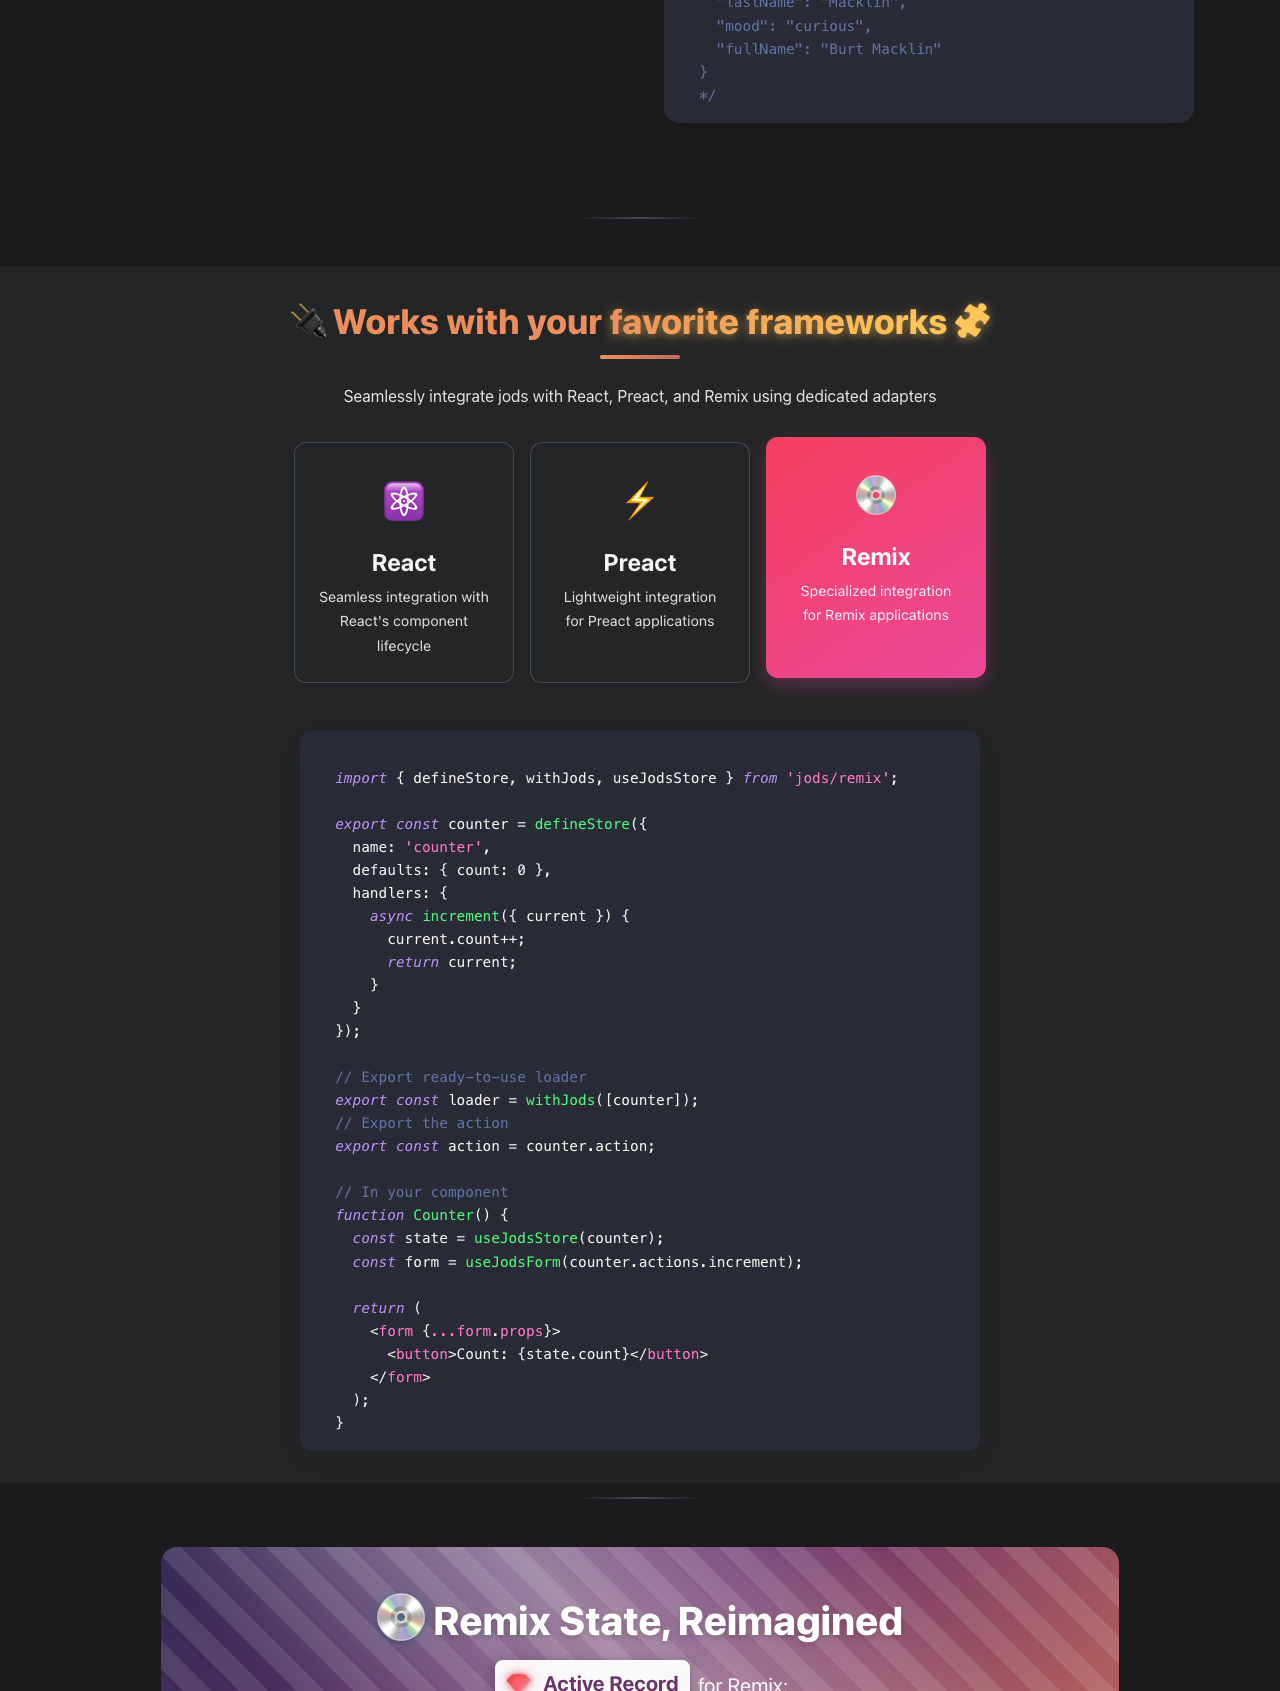 "lastName": "Macklin",
"mood": "curious",
"fullName": "Burt Macklin"
}
*/
Works with your favorite frameworks
Seamlessly integrate jods with React, Preact, and Remix using dedicated adapters
React
Seamless integration with
React's component
lifecycle
Preact
Lightweight integration
for Preact applications
Remix
Specialized integration
for Remix applications
import { defineStore, withJods, useJodsStore } from 'jods/remix';
export const counter = defineStore({
name: 'counter',
defaults: { count: 0 },
handlers: {
async increment({ current }) {
current.count++;
return current;
}
}
});
// Export ready-to-use loader
export const loader = withJods([counter]);
// Export the action
export const action = counter.action;
// In your component
function Counter() {
const state = useJodsStore(counter);
const form = useJodsForm(counter.actions.increment);
return (
<form {...form.props}>
<button>Count: {state.count}</button>
</form>
);
}
Remix State, Reimagined
Active Record for Remix: